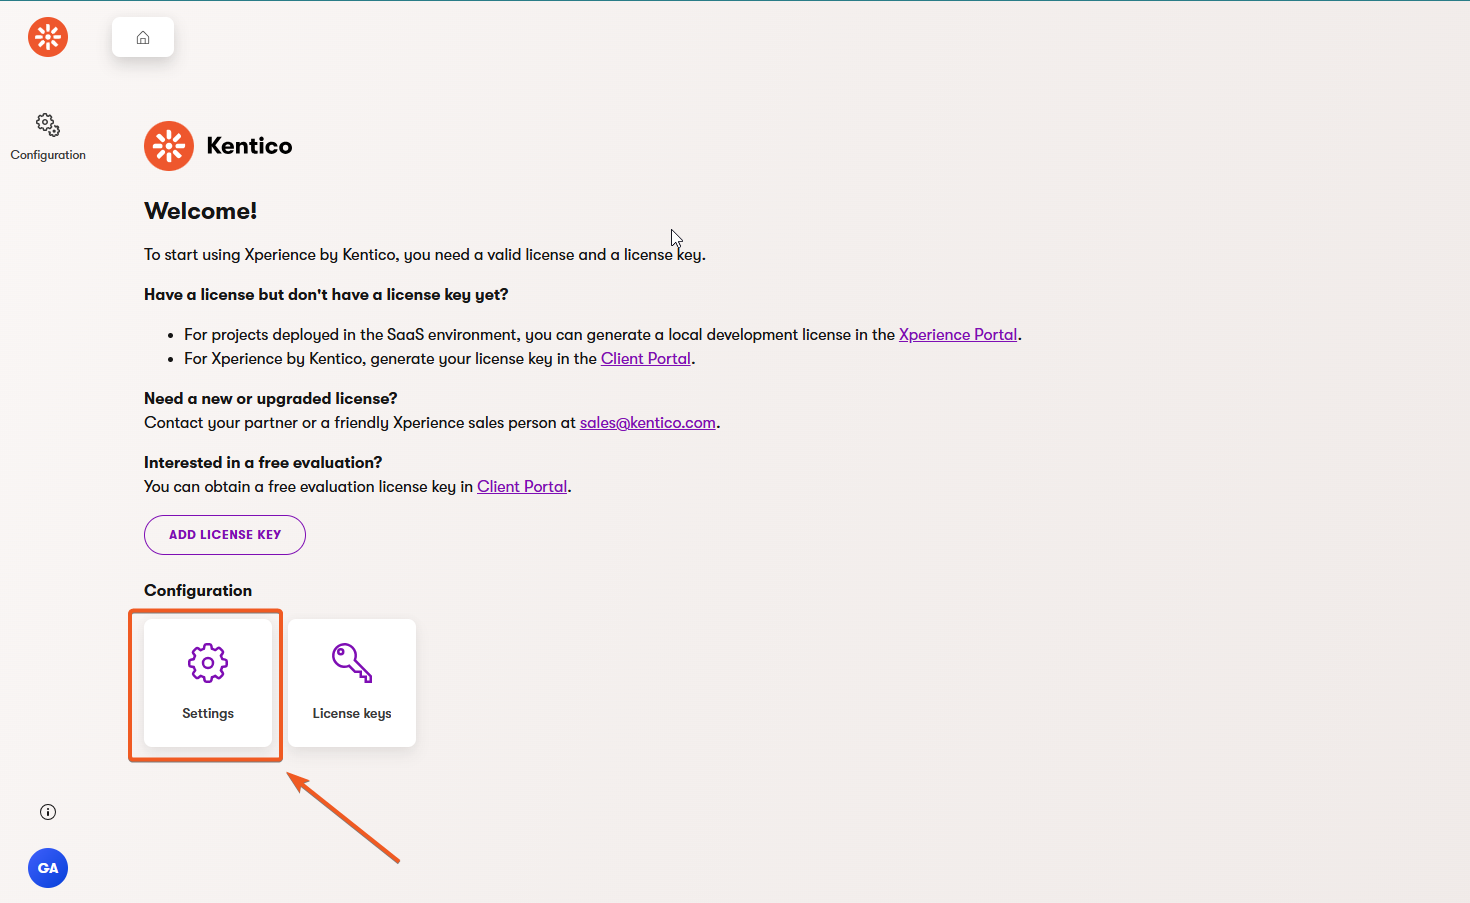 Configuration
Kentico
Welcome!
To start using Xperience by Kentico, you need a valid license and a license key.
Have a license but don't have a license key yet?
• For projects deployed in the SaaS environment, you can generate a local development license in the Xperience Portal.
• For Xperience by Kentico, generate your license key in the Client Portal.
Need a new or upgraded license?
Contact your partner or a friendly Xperience sales person at sales@kentico.com.
Interested in a free evaluation?
You can obtain a free evaluation license key in Client Portal.
ADD LICENSE KEY
Configuration
Settings
License keys
GA